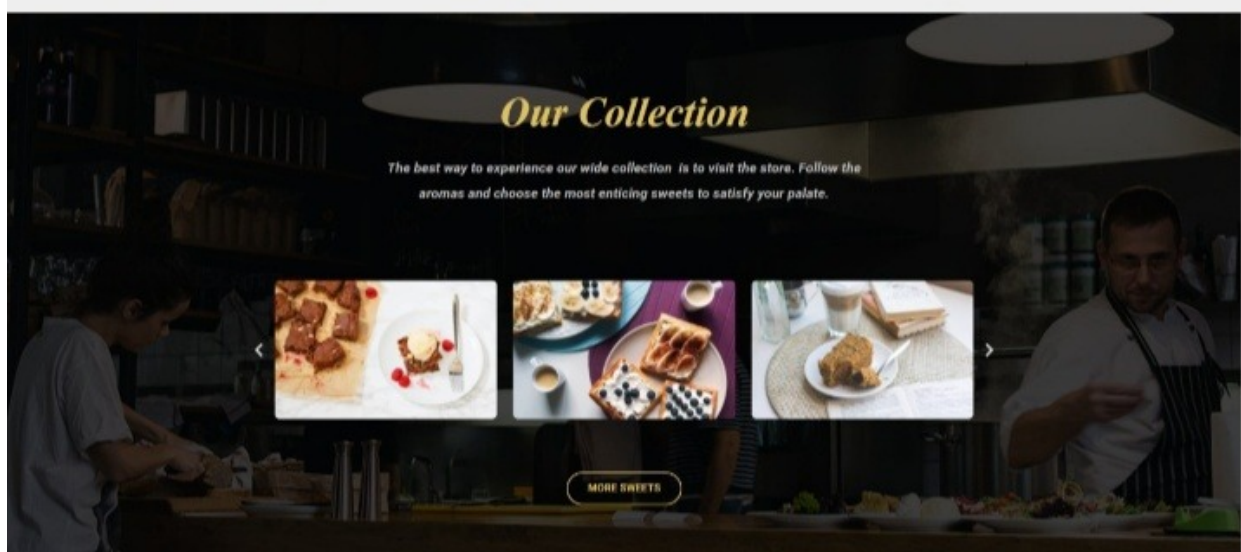 Our Collection
The best way to experience our wide collection is to visit the store. Follow the
aromas and choose the most enticing sweets to satisfy your palate.
MORE SWEETS